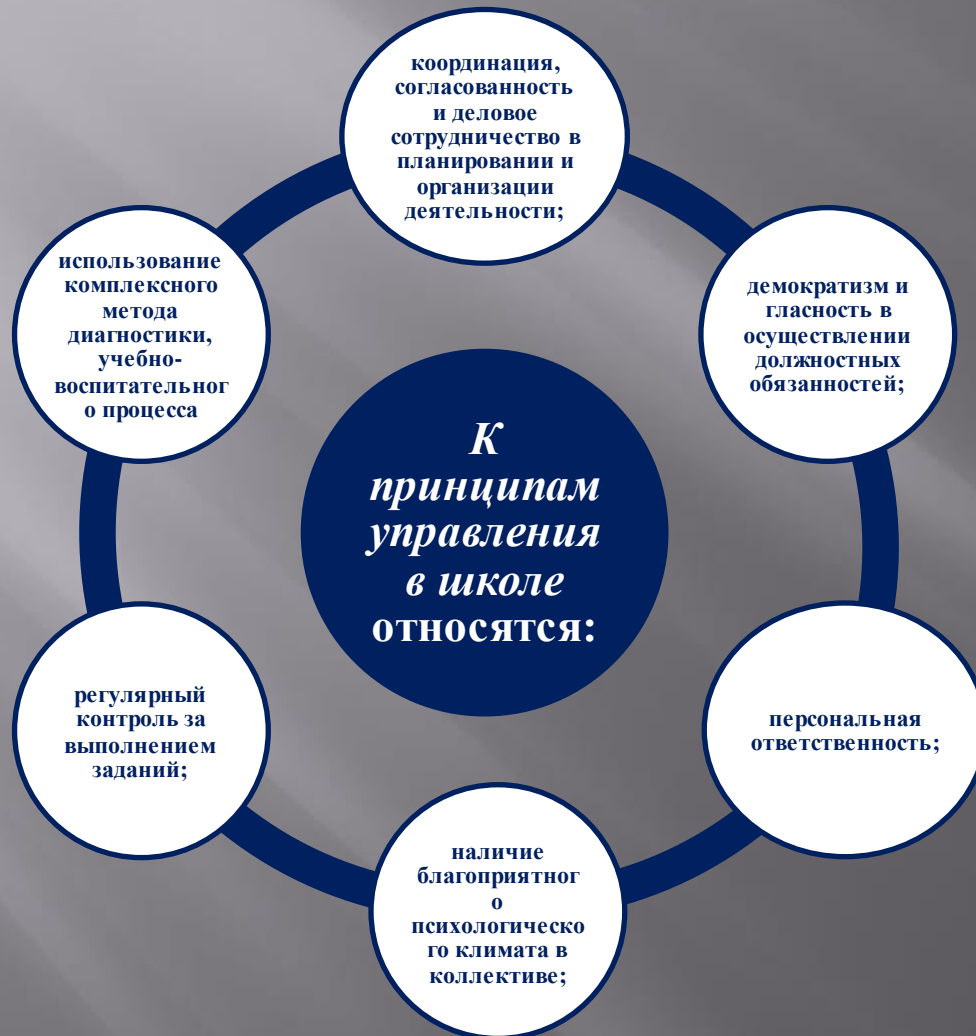 координация,
согласованность
и деловое
сотрудничество в
планировании и
организации
деятельности;
демократизм и
гласность в
осуществлении
должностных
обязанностей;
персональная
ответственность;
наличие
благоприятног
о
психологическо
го климата в
коллективе;
регулярный
контроль за
выполнением
заданий;
использование
комплексного
метода
диагностики,
учебно-
воспитательног
о процесса
К
принципам
управления
в школе
относятся: